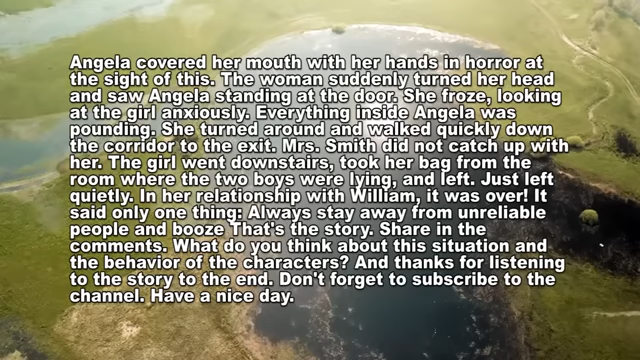 Angela covered her mouth with her hands in horror at
the sight of this. The woman suddenly turned her head
and saw Angela standing at the door. She froze, looking
at the girl anxiously. Everything inside Angela was
pounding. She turned around and walked quickly down
the corridor to the exit. Mrs. Smith did not catch up with
her. The girl went downstairs, took her bag from the
room where the two boys were lying, and left. Just left
quietly. In her relationship with William, it was over! It
said only one thing: Always stay away from unreliable
people and booze That's the story. Share in the
comments. What do you think about this situation and
the behavior of the characters? And thanks for listening
to the story to the end. Don't forget to subscribe to the
channel. Have a nice day.